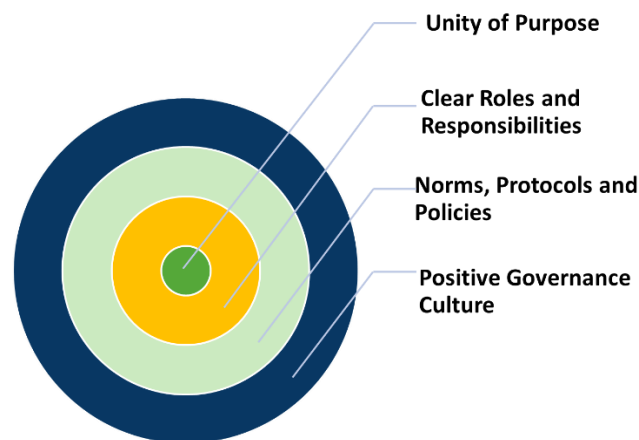 Unity of Purpose
Clear Roles and
Responsibilities
Norms, Protocols and
Policies
Positive Governance
Culture